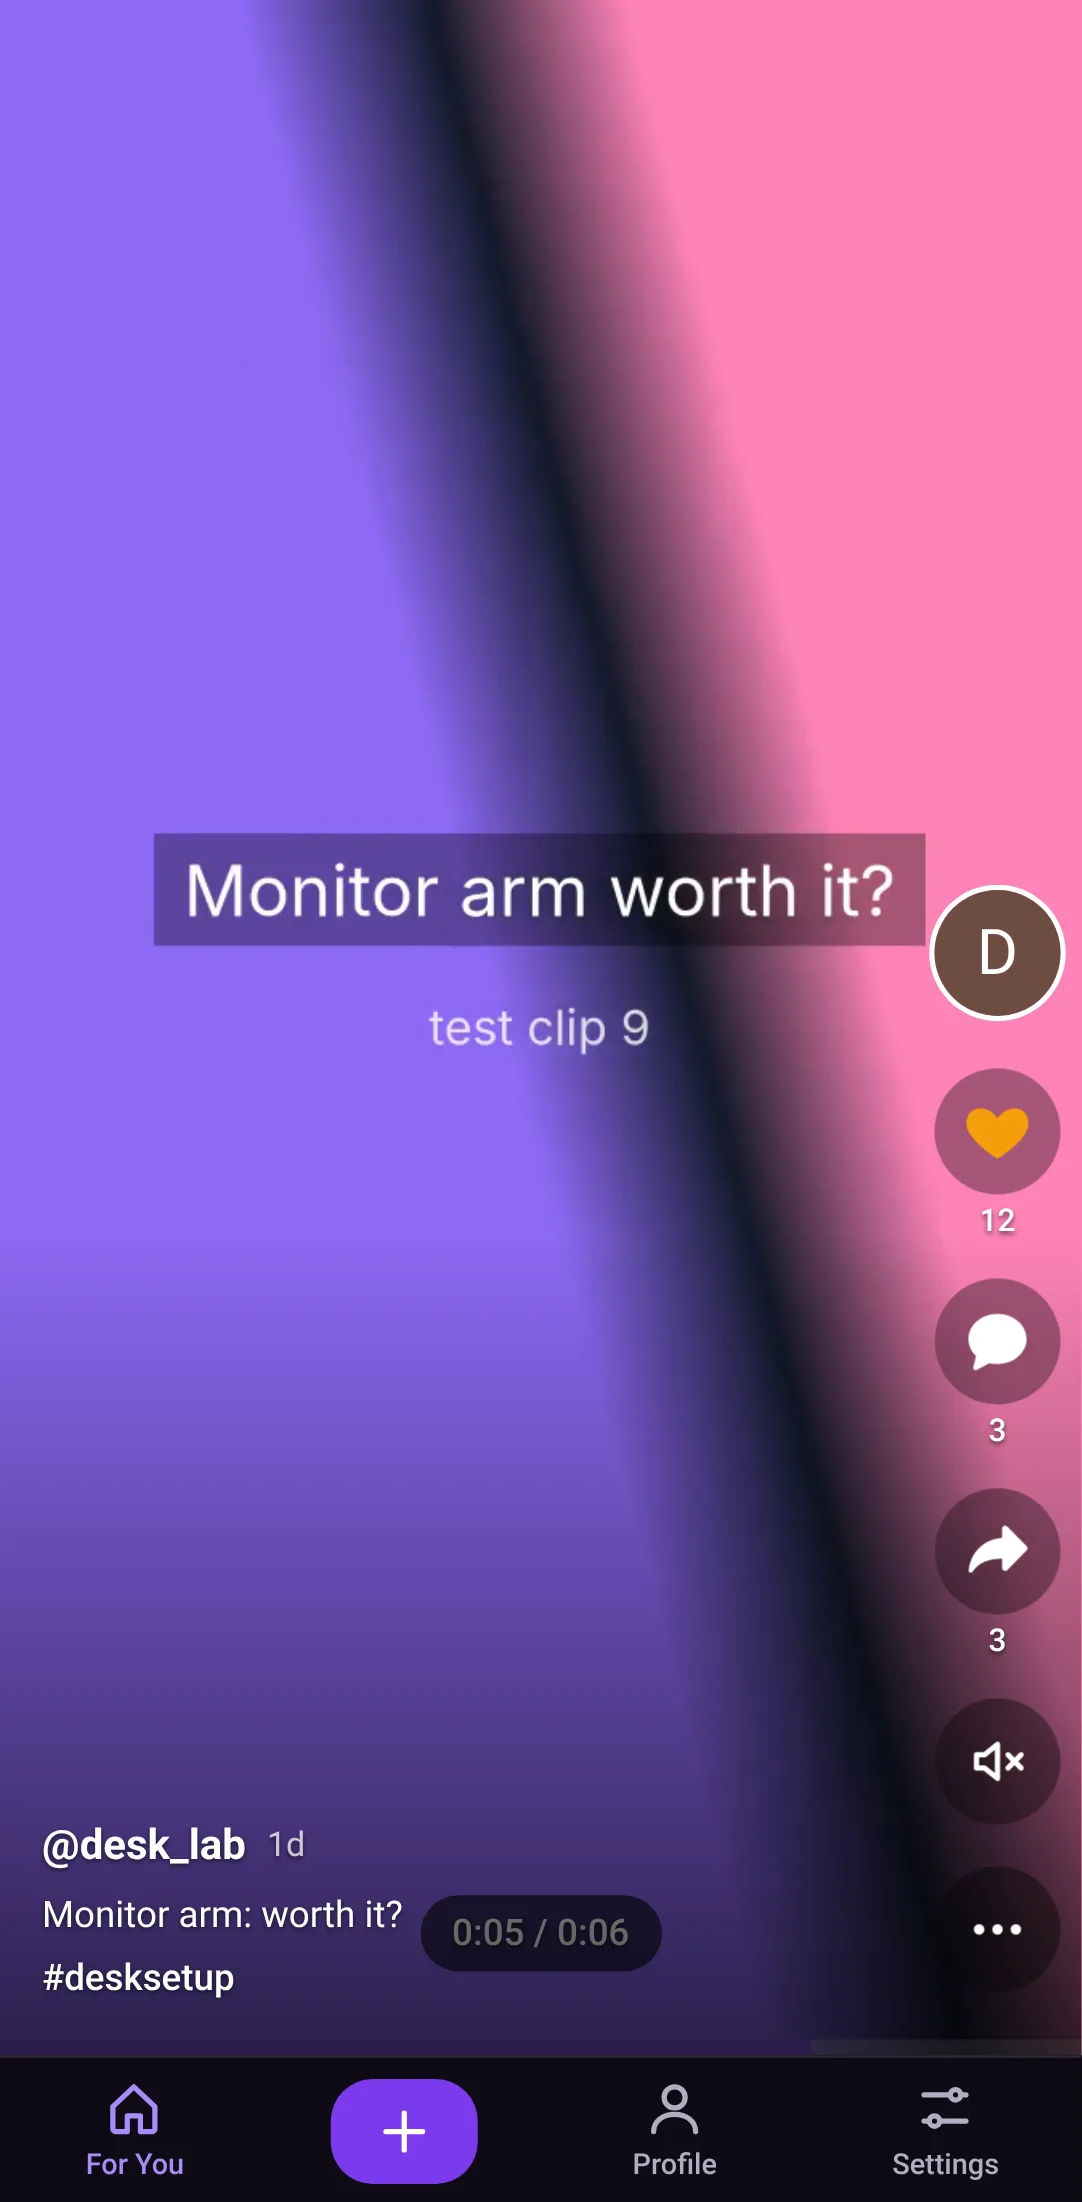 Monitor arm worth it?
test clip 9
D
12
3
3
@desk_lab 1d
Monitor arm: worth it?
0:05 / 0:06
#desksetup
For You
Profile
Settings